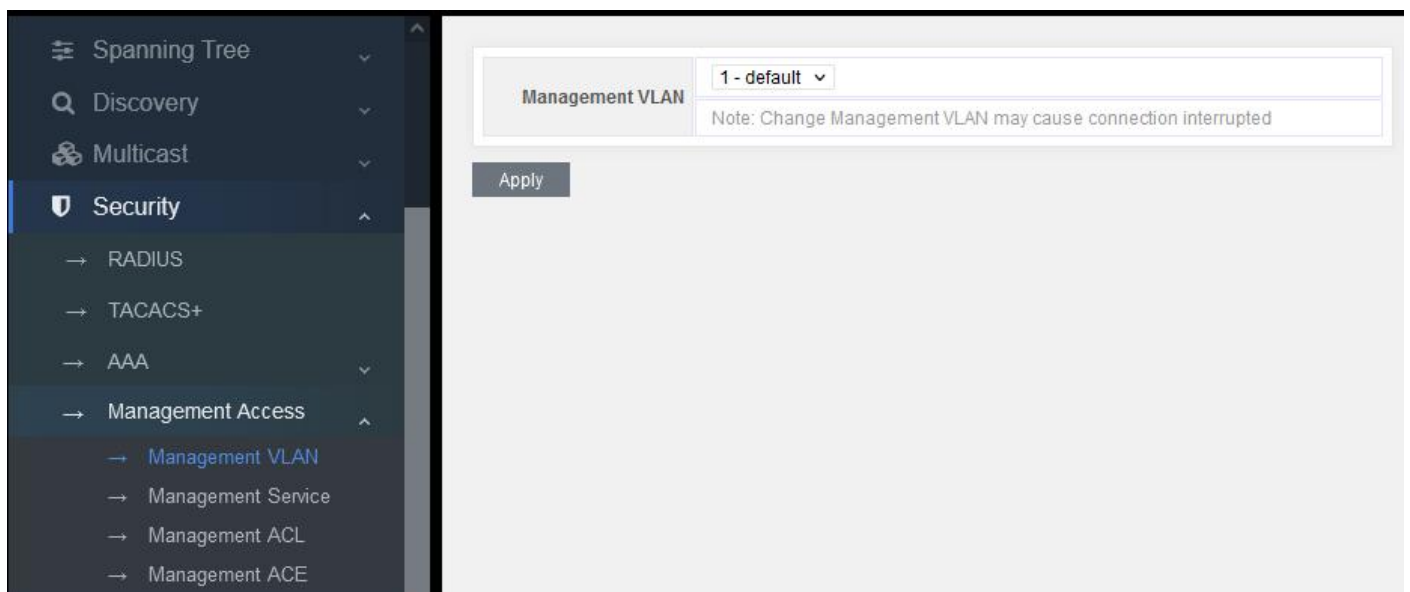 Spanning Tree
Discovery
Multicast
Security
→ RADIUS
→ TACACS+
→ AAA
→ Management Access
→ Management VLAN
→ Management Service
→ Management ACL
→ Management ACE
Management VLAN
1 - default
Note: Change Management VLAN may cause connection interrupted
Apply